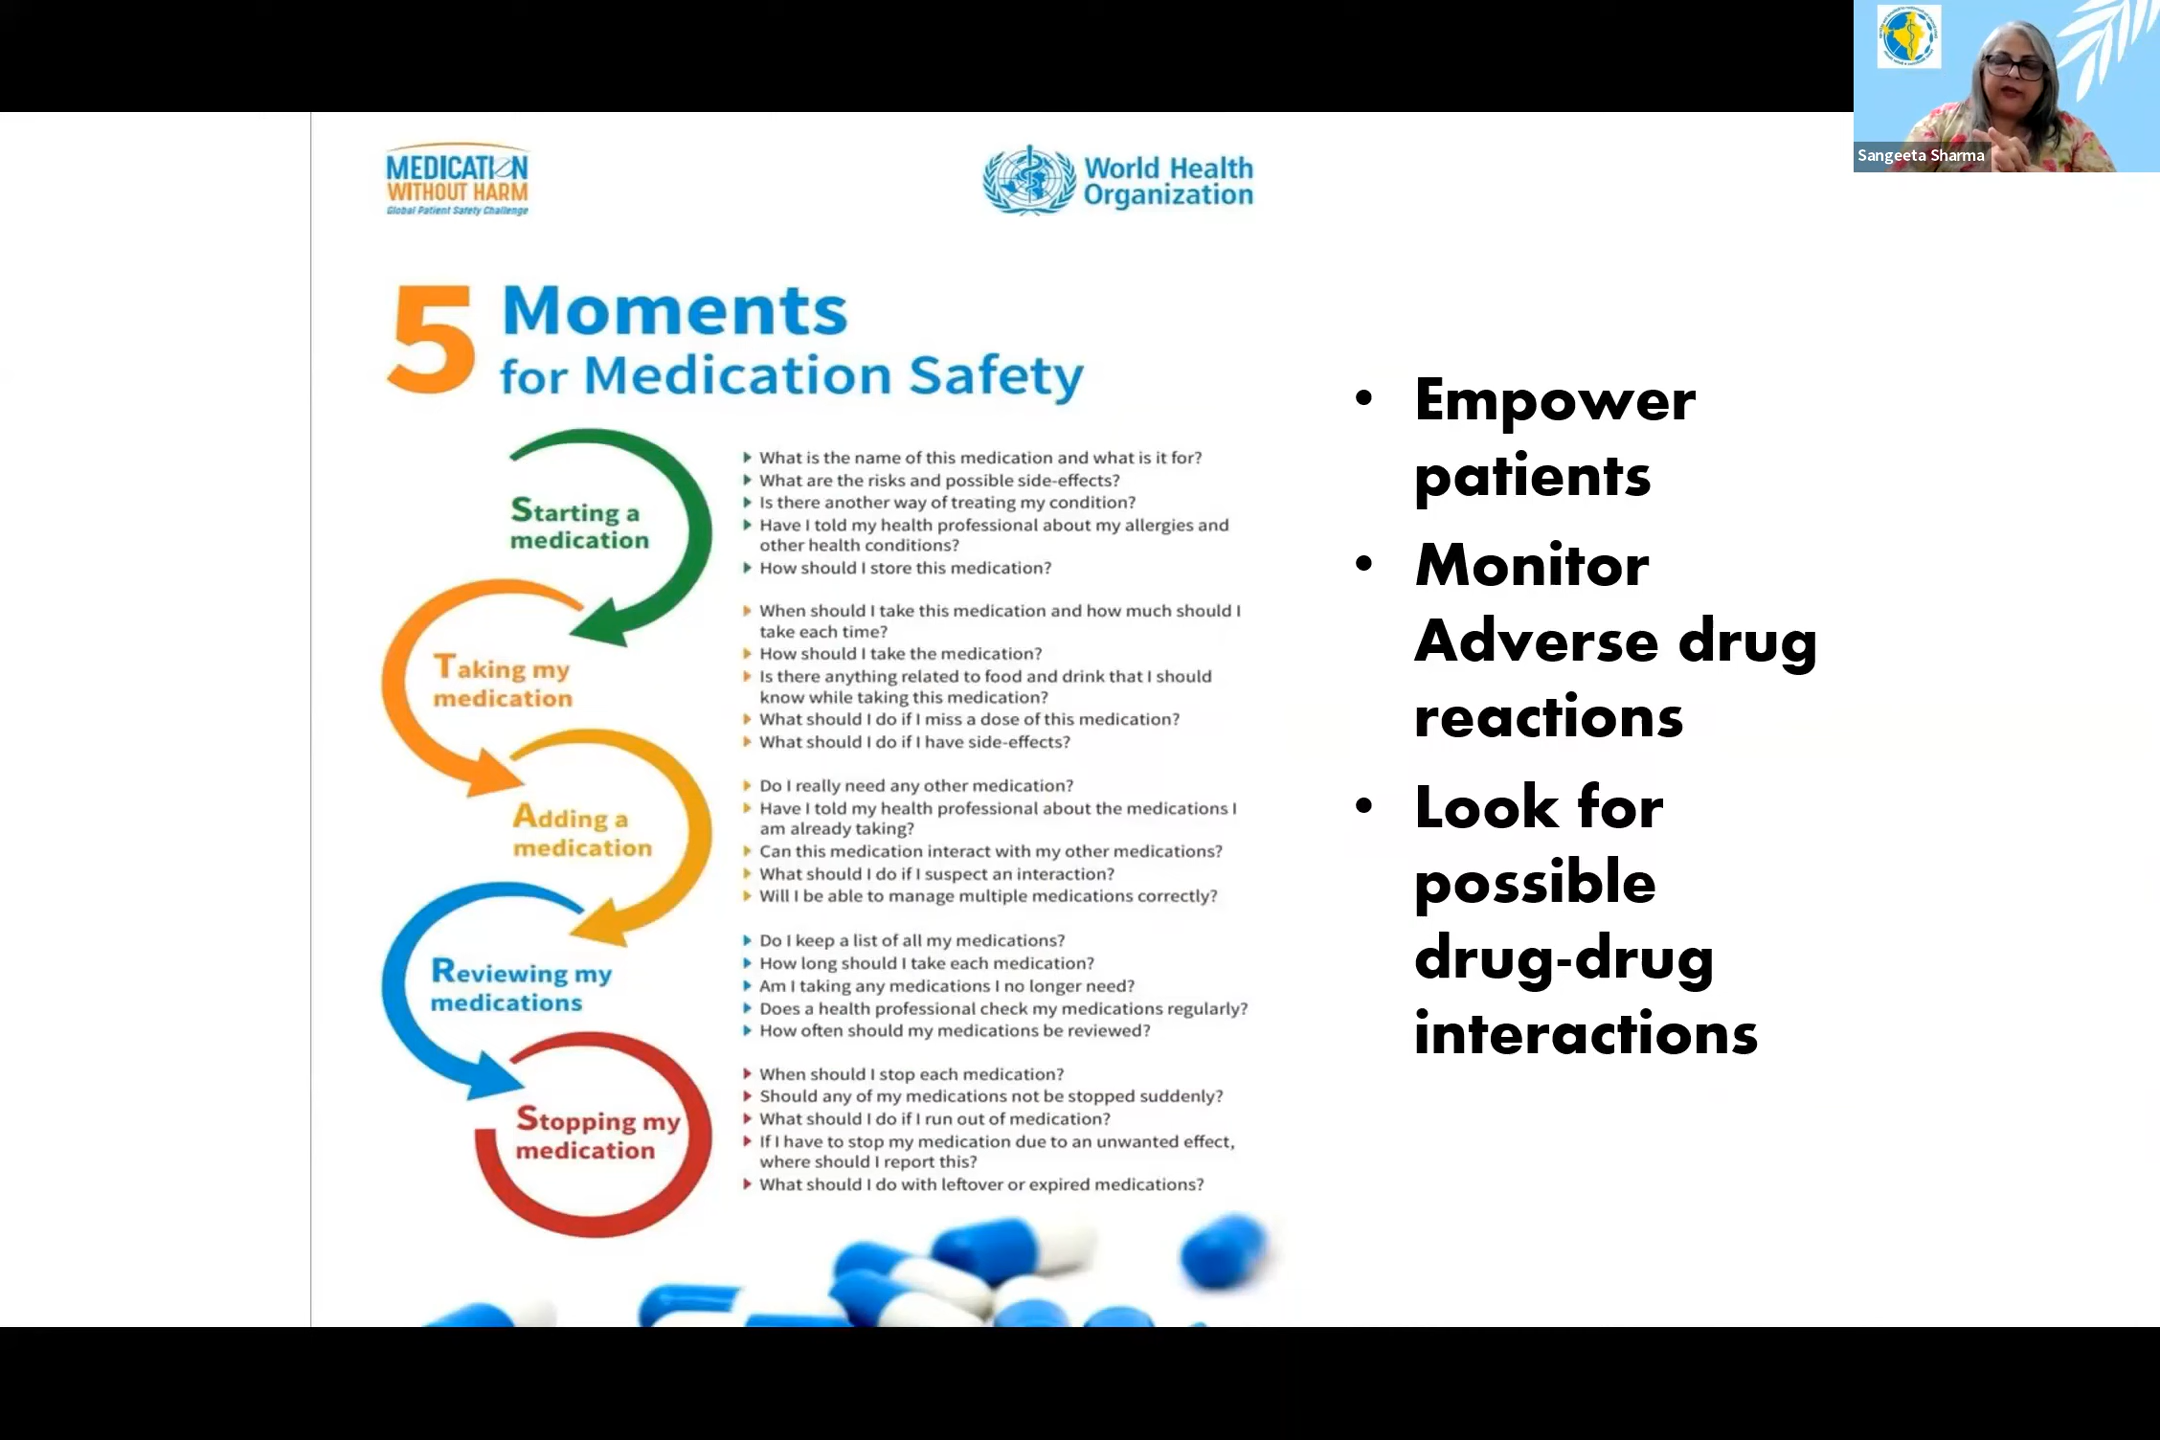 MEDICATION
WITHOUT HARM
Global Patient Safety Challenge
World Health
Organization
Sangeeta Sharma
5 Moments
for Medication Safety
Starting a
medication
What is the name of this medication and what is it for?
What are the risks and possible side-effects?
Is there another way of treating my condition?
Have I told my health professional about my allergies and
other health conditions?
How should I store this medication?
Taking my
medication
When should I take this medication and how much should I
take each time?
How should I take the medication?
Is there anything related to food and drink that I should
know while taking this medication?
What should I do if I miss a dose of this medication?
What should I do if I have side-effects?
Adding a
medication
Do I really need any other medication?
Have I told my health professional about the medications I
am already taking?
Can this medication interact with my other medications?
What should I do if I suspect an interaction?
Will I be able to manage multiple medications correctly?
Reviewing my
medications
Do I keep a list of all my medications?
How long should I take each medication?
Am I taking any medications I no longer need?
Does a health professional check my medications regularly?
How often should my medications be reviewed?
Stopping my
medication
When should I stop each medication?
Should any of my medications not be stopped suddenly?
What should I do if I run out of medication?
If I have to stop my medication due to an unwanted effect,
where should I report this?
What should I do with leftover or expired medications?
• Empower
patients
• Monitor
Adverse drug
reactions
• Look for
possible
drug-drug
interactions